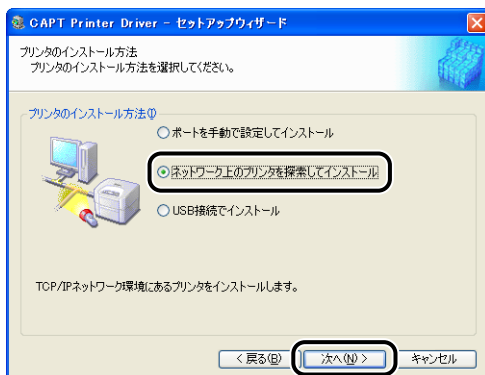 CAPT Printer Driver - セットアップウィザード
プリンタのインストール方法
プリンタのインストール方法を選択してください。
プリンタのインストール方法(I)
ポートを手動で設定してインストール
ネットワーク上のプリンタを探索してインストール
USB接続でインストール
TCP/IPネットワーク環境にあるプリンタをインストールします。
< 戻る(B) 次へ(N) > キャンセル